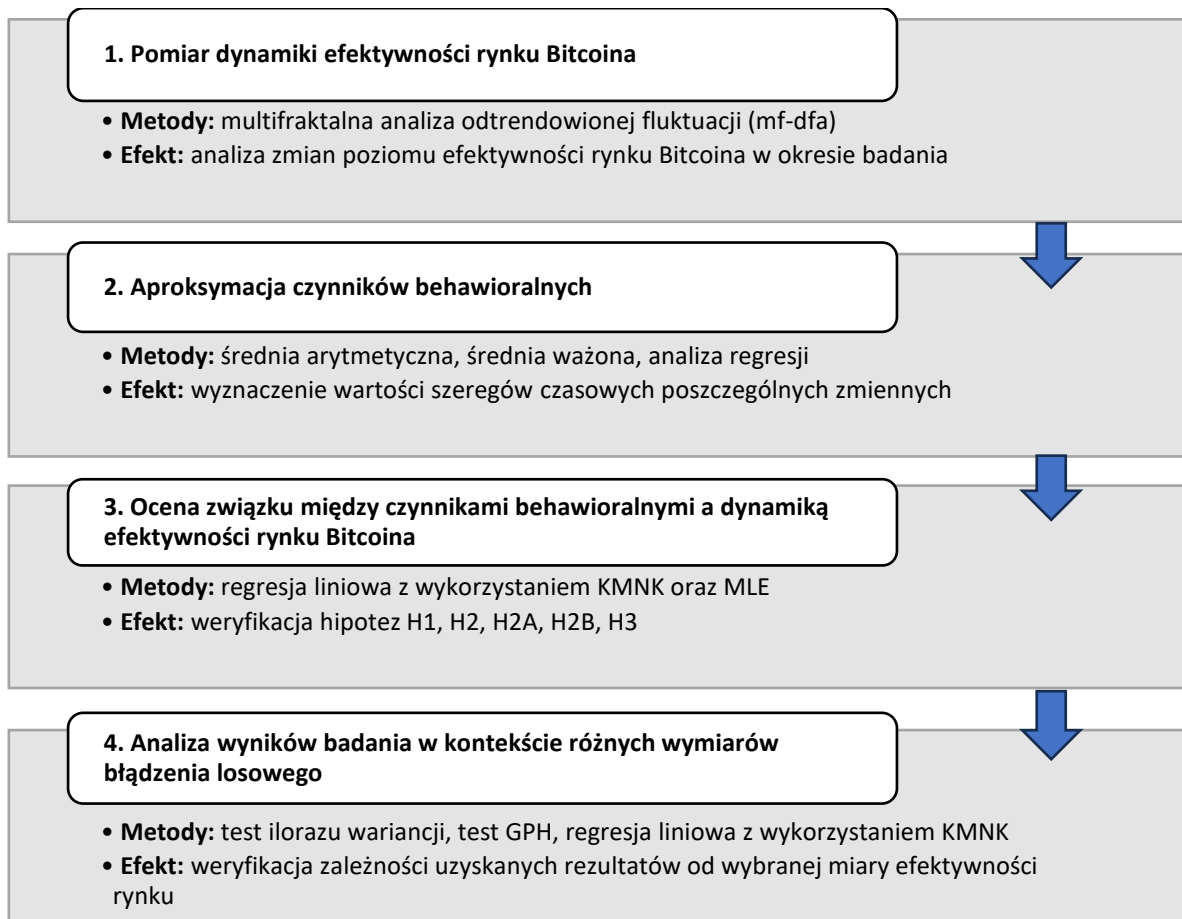 1. Pomiar dynamiki efektywności rynku Bitcoina
• Metody: multifraktalna analiza odtrendowionej fluktuacji (mf-dfa)
• Efekt: analiza zmian poziomu efektywności rynku Bitcoina w okresie badania
2. Aproksymacja czynników behawioralnych
• Metody: średnia arytmetyczna, średnia ważona, analiza regresji
• Efekt: wyznaczenie wartości szeregów czasowych poszczególnych zmiennych
3. Ocena związku między czynnikami behawioralnymi a dynamiką
efektywności rynku Bitcoina
• Metody: regresja liniowa z wykorzystaniem KMNK oraz MLE
• Efekt: weryfikacja hipotez H1, H2, H2A, H2B, H3
4. Analiza wyników badania w kontekście różnych wymiarów
błądzenia losowego
• Metody: test ilorazu wariancji, test GPH, regresja liniowa z wykorzystaniem KMNK
• Efekt: weryfikacja zależności uzyskanych rezultatów od wybranej miary efektywności
rynku